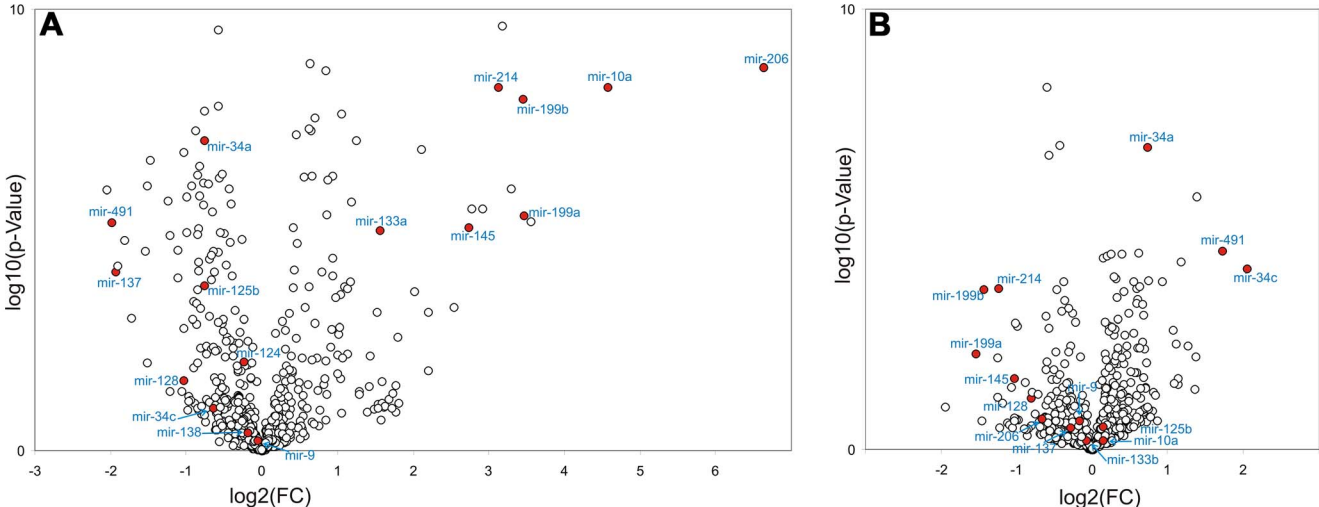 A
10
log10(p-Value)
mir-206
mir-214
mir-10a
mir-199b
mir-34a
mir-491
mir-133a
mir-199a
mir-145
mir-137
mir-125b
mir-124
mir-128
mir-34c
mir-138
mir-9
0
-3
-2
-1
0
1
2
3
4
5
6
log2(FC)
B
10
log10(p-Value)
mir-34a
mir-491
mir-34c
mir-214
mir-199b
mir-199a
mir-145
mir-9
mir-128
mir-206
mir-125b
mir-137
mir-10a
mir-133b
0
-2
-1
0
1
2
log2(FC)